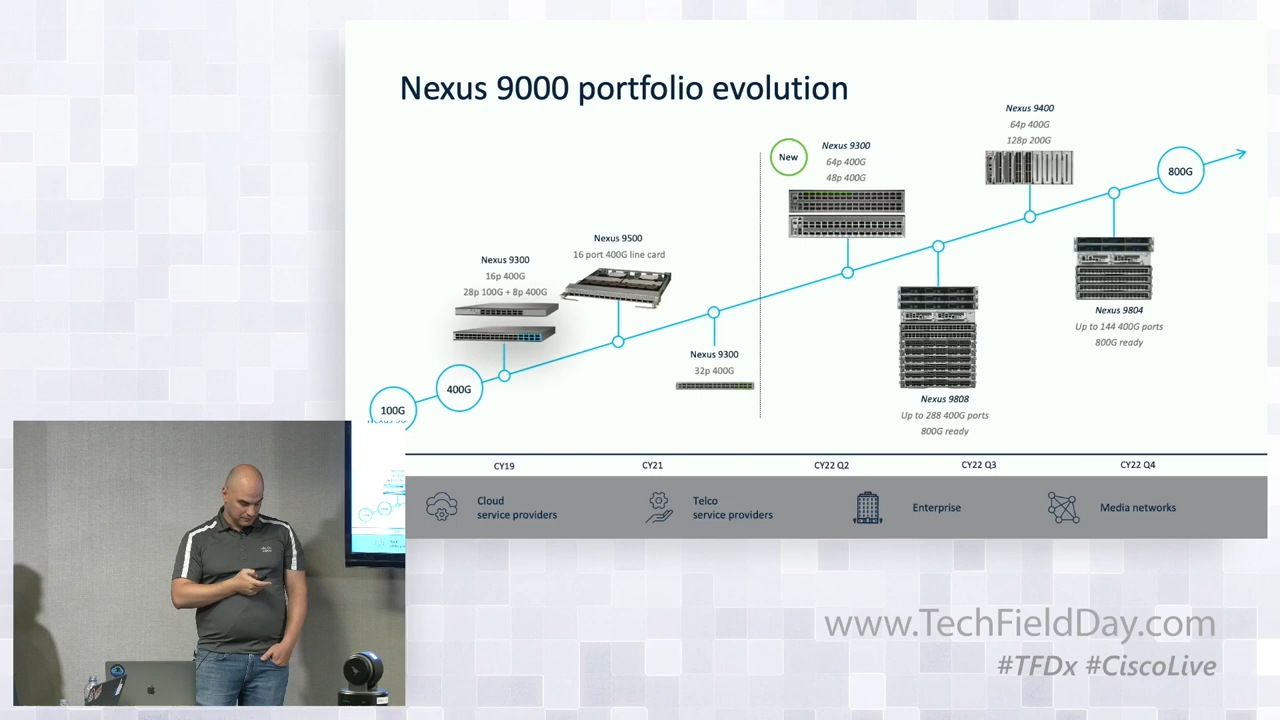 Nexus 9000 portfolio evolution
Nexus 9400
64p 400G
128p 200G
New
Nexus 9300
64p 400G
48p 400G
800G
Nexus 9500
16 port 400G line card
Nexus 9300
16p 400G
28p 100G + 8p 400G
Nexus 9804
Up to 144 400G ports
800G ready
Nexus 9300
32p 400G
400G
100G
Nexus 9808
Up to 288 400G ports
800G ready
CY19
CY21
CY22 Q2
CY22 Q3
CY22 Q4
Cloud
service providers
Telco
service providers
Enterprise
Media networks
www.TechFieldDay.com
#TFDx #CiscoLive